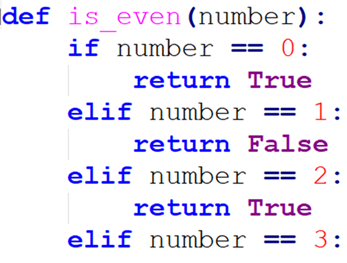 def is_even(number):
    if number == 0:
        return True
    elif number == 1:
        return False
    elif number == 2:
        return True
    elif number == 3: